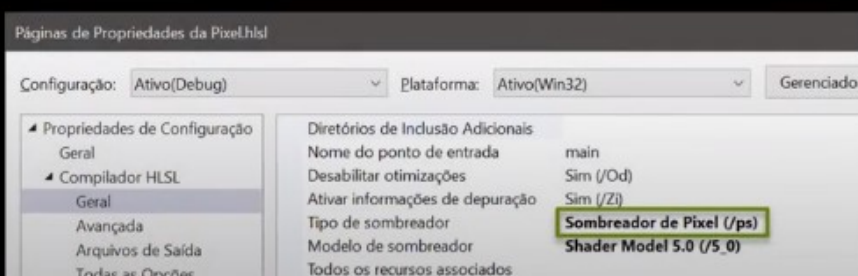 Páginas de Propriedades da Pixel.hlsl
Configuração: Ativo(Debug) Plataforma: Ativo(Win32) Gerenciado
Propriedades de Configuração
Geral
Compilador HLSL
Geral
Avançada
Arquivos de Saída
Todas as Opções
Diretórios de Inclusão Adicionais
Nome do ponto de entrada main
Desabilitar otimizações Sim (/Od)
Ativar informações de depuração Sim (/Zi)
Tipo de sombreador Sombreador de Pixel (/ps)
Modelo de sombreador Shader Model 5.0 (/5_0)
Todos os recursos associados